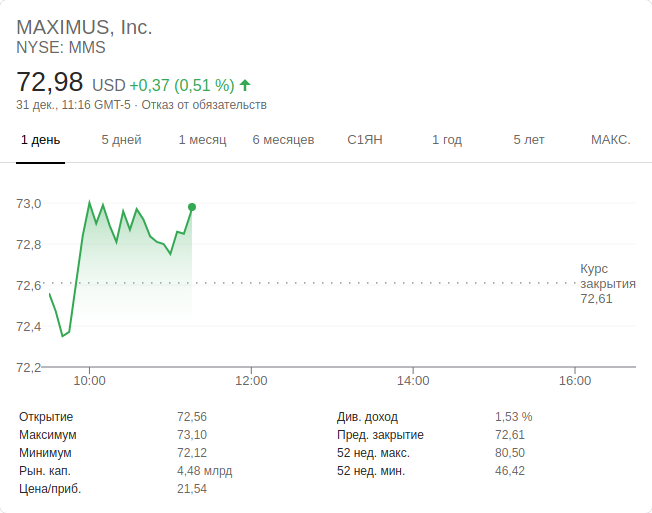 MAXIMUS, Inc.
NYSE: MMS
72,98 USD +0,37 (0,51 %)
31 дек., 11:16 GMT-5 · Отказ от обязательств
1 день 5 дней 1 месяц 6 месяцев С1ЯН 1 год 5 лет МАКС.
73,0
72,8
72,6
72,4
72,2
Курс
закрытия
72,61
10:00 12:00 14:00 16:00
Открытие 72,56 Див. доход 1,53 %
Максимум 73,10 Пред. закрытие 72,61
Минимум 72,12 52 нед. макс. 80,50
Рын. кап. 4,48 млрд 52 нед. мин. 46,42
Цена/приб. 21,54